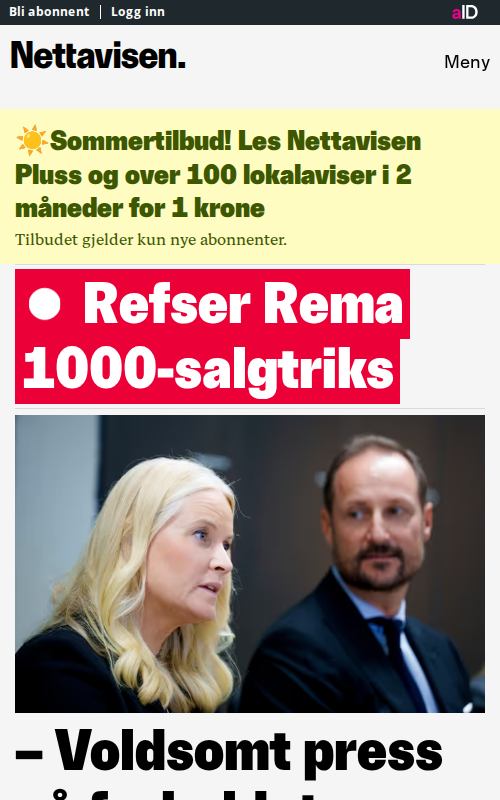 Bli abonnent
Logg inn
aID
Nettavisen.
Meny
Sommertilbud! Les Nettavisen
Pluss og over 100 lokalaviser i 2
måneder for 1 krone
Tilbudet gjelder kun nye abonnenter.
Refser Rema
1000-salgtriks
– Voldsomt press